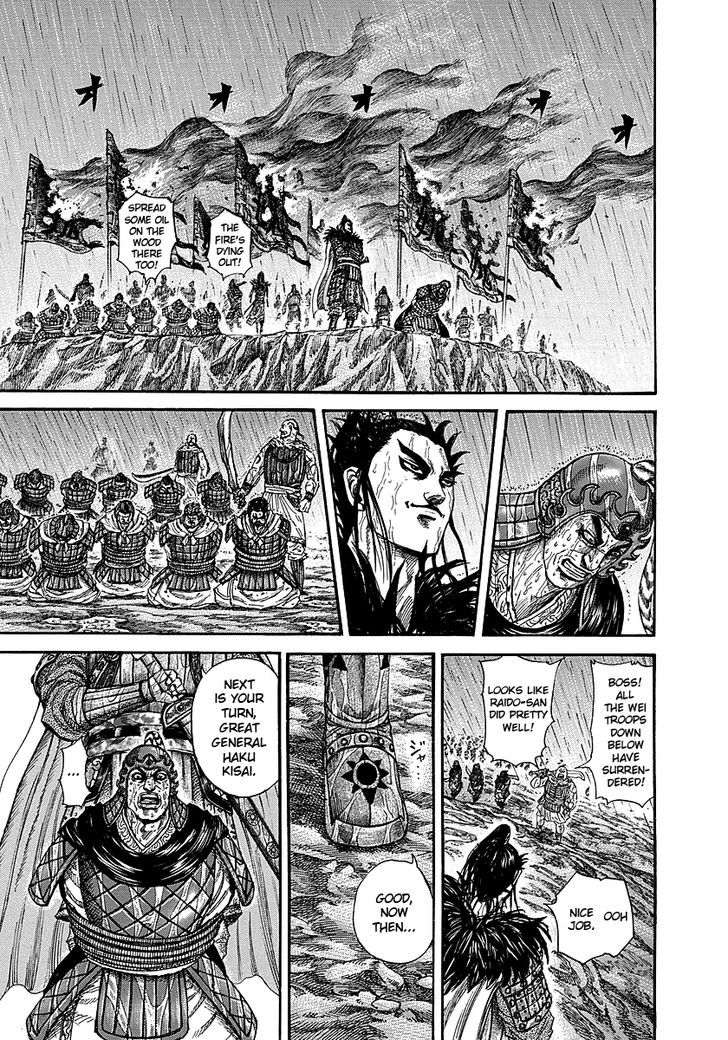 SPREAD
SOME OIL
ON THE
WOOD
THERE
TOO!
THE
FIRE'S
DYING
OUT!
BOSS!
ALL
THE WEI
TROOPS
DOWN
BELOW
HAVE
SURREN-
DERED!
LOOKS LIKE
RAIDO-SAN
DID PRETTY
WELL!
OOH
NICE
JOB.
ジャ
GOOD,
NOW
THEN...
NEXT
IS YOUR
TURN,
GREAT
GENERAL
HAKU
KISAI.
...